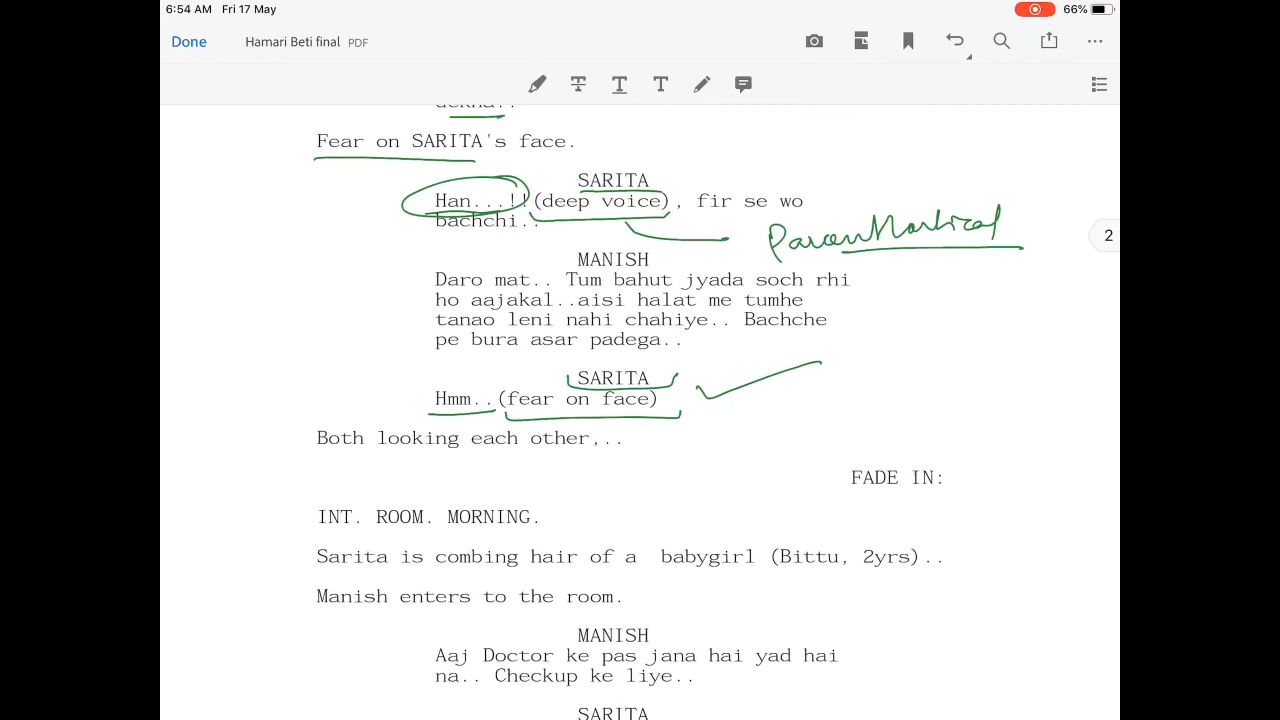 6:54 AM Fri 17 May 66%
Done Hamari Beti final PDF
Fear on SARITA's face.
SARITA
Han...!!(deep voice), fir se wo
bachchi..
2
MANISH
Daro mat.. Tum bahut jyada soch rhi
ho aajakal..aisi halat me tumhe
tanao leni nahi chahiye.. Bachche
pe bura asar padega..
SARITA
Hmm..(fear on face)
Both looking each other,..
FADE IN:
INT. ROOM. MORNING.
Sarita is combing hair of a babygirl (Bittu, 2yrs)..
Manish enters to the room.
MANISH
Aaj Doctor ke pas jana hai yad hai
na.. Checkup ke liye..
SARITA